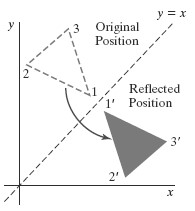 y = x
y
3
Original
Position
2
1
Reflected
Position
1'
3'
2'
x